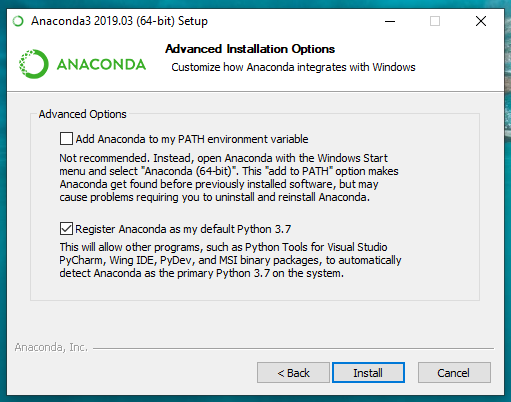 Anaconda3 2019.03 (64-bit) Setup
ANACONDA
Advanced Installation Options
Customize how Anaconda integrates with Windows
Advanced Options
Add Anaconda to my PATH environment variable
Not recommended. Instead, open Anaconda with the Windows Start
menu and select "Anaconda (64-bit)". This "add to PATH" option makes
Anaconda get found before previously installed software, but may
cause problems requiring you to uninstall and reinstall Anaconda.
Register Anaconda as my default Python 3.7
This will allow other programs, such as Python Tools for Visual Studio
PyCharm, Wing IDE, PyDev, and MSI binary packages, to automatically
detect Anaconda as the primary Python 3.7 on the system.
Anaconda, Inc.
< Back
Install
Cancel